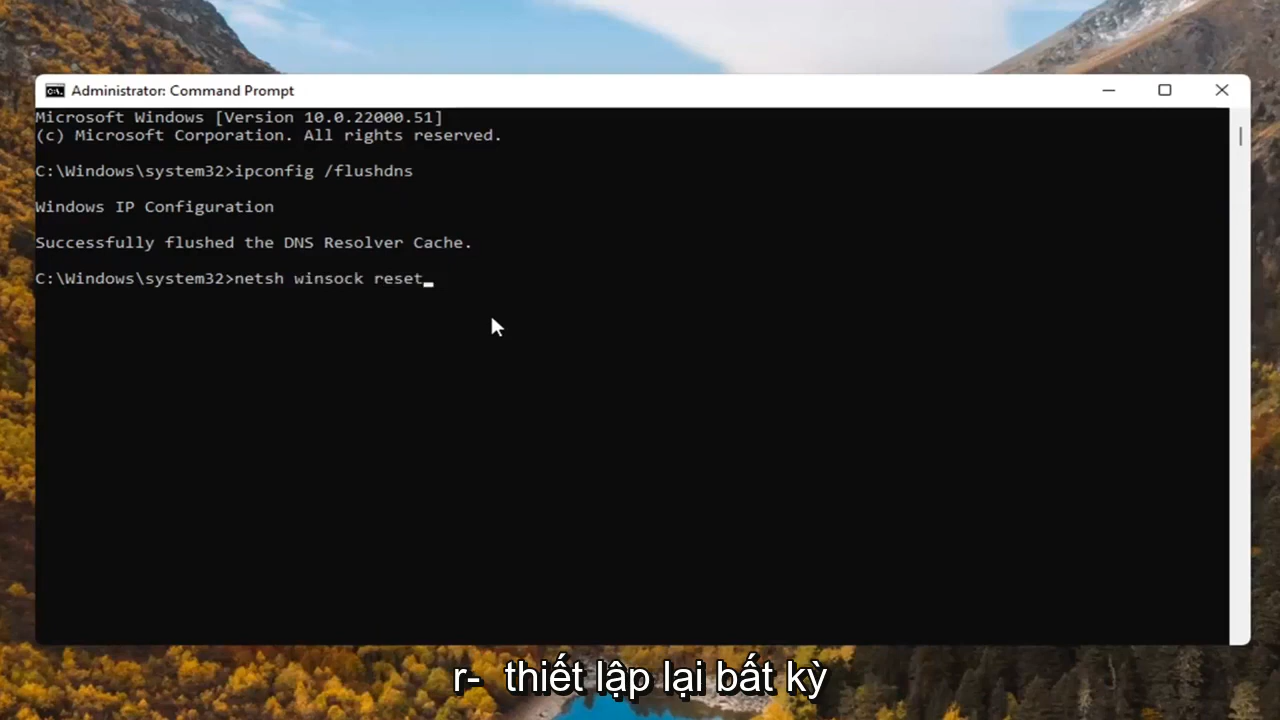 Administrator: Command Prompt
Microsoft Windows [Version 10.0.22000.51]
(c) Microsoft Corporation. All rights reserved.
C:\Windows\system32>ipconfig /flushdns
Windows IP Configuration
Successfully flushed the DNS Resolver Cache.
C:\Windows\system32>netsh winsock reset
r- thiết lập lại bất kỳ